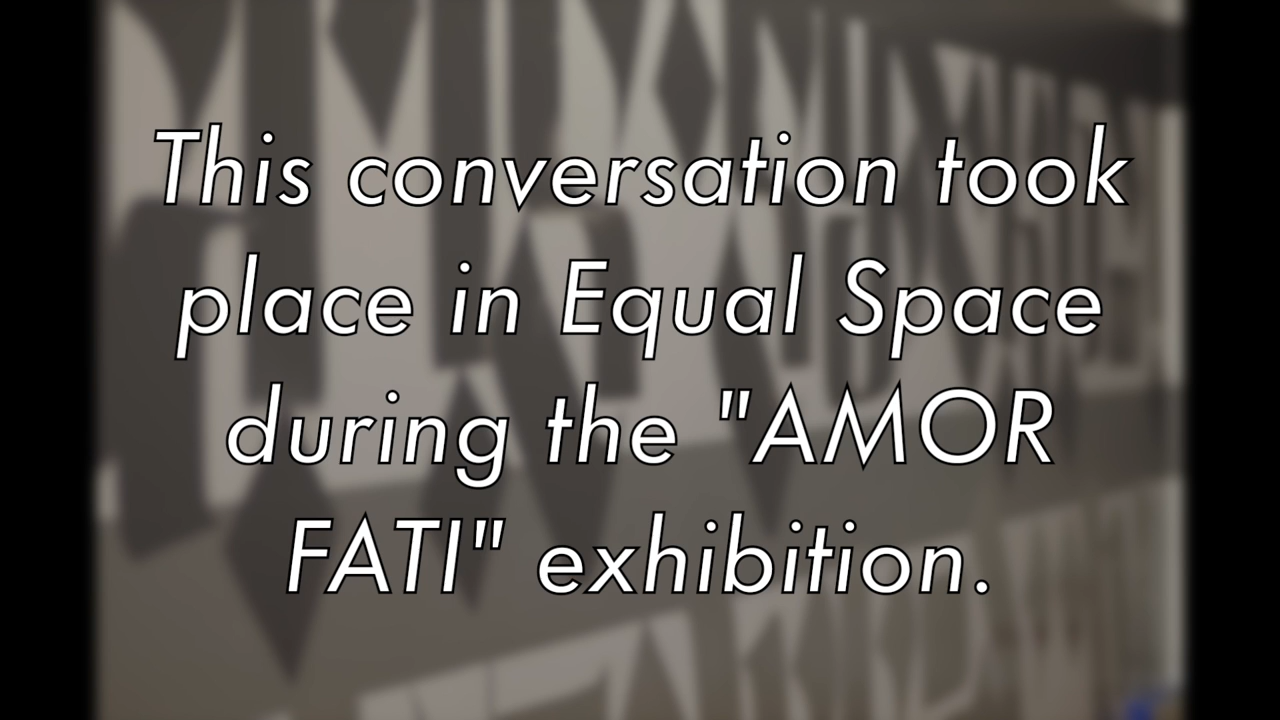 This conversation took
place in Equal Space
during the "AMOR
FATI" exhibition.